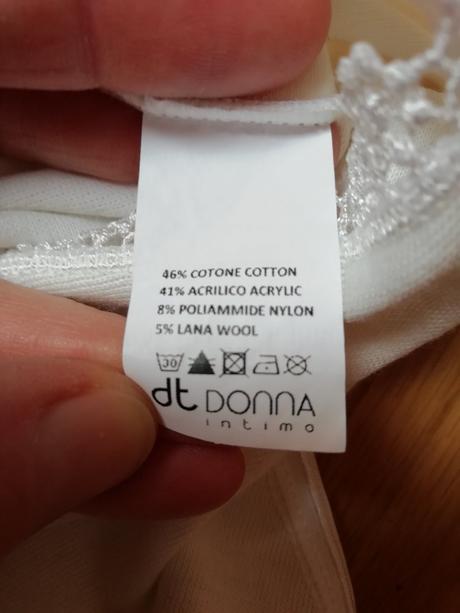 46% COTONE COTTON
41% ACRILICO ACRYLIC
8% POLIAMMIDE NYLON
5% LANA WOOL
30
dt DONNA
intimo